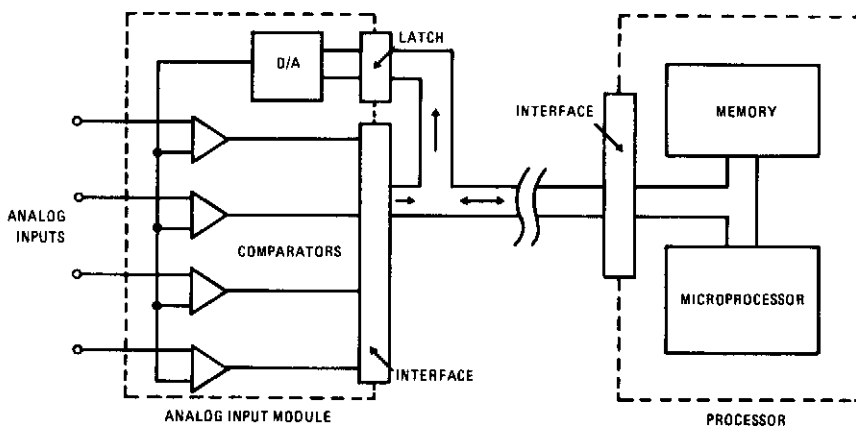 LATCH
D/A
INTERFACE
MEMORY
ANALOG
INPUTS
COMPARATORS
MICROPROCESSOR
INTERFACE
ANALOG INPUT MODULE
PROCESSOR